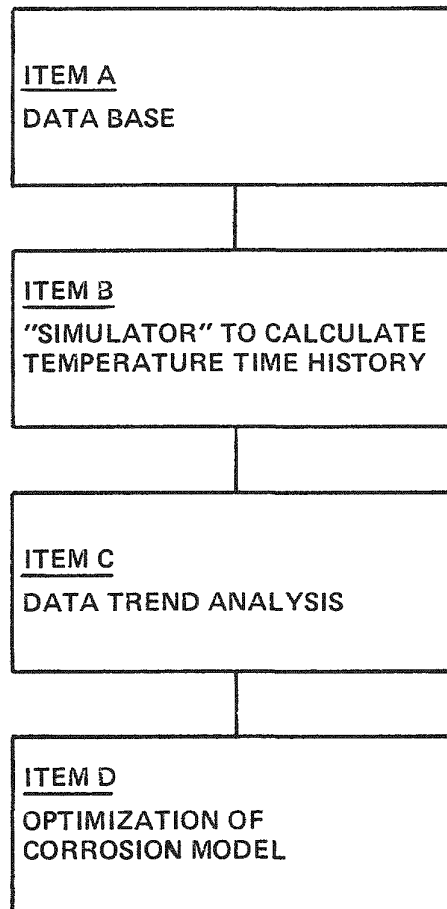 ITEM A
DATA BASE
ITEM B
"SIMULATOR" TO CALCULATE
TEMPERATURE TIME HISTORY
ITEM C
DATA TREND ANALYSIS
ITEM D
OPTIMIZATION OF
CORROSION MODEL